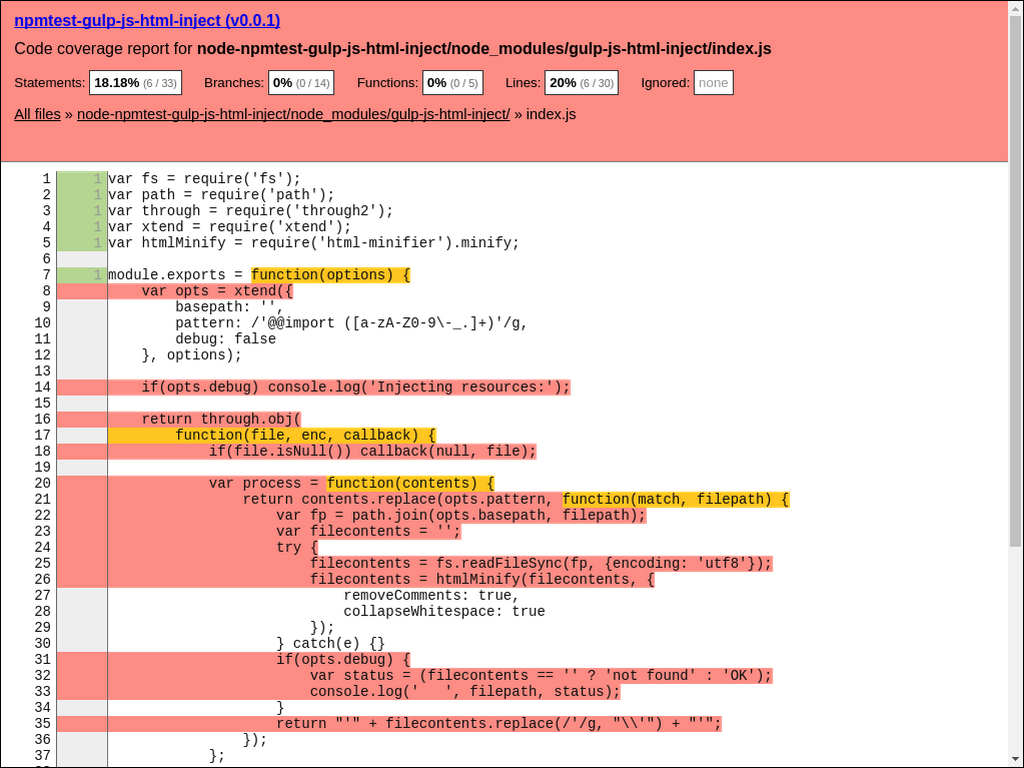 npmtest-gulp-js-html-inject (v0.0.1)
Code coverage report for node-npmtest-gulp-js-html-inject/node_modules/gulp-js-html-inject/index.js
Statements: 18.18% (6 / 33) Branches: 0% (0 / 14) Functions: 0% (0 / 5) Lines: 20% (6 / 30) Ignored: none
All files » node-npmtest-gulp-js-html-inject/node_modules/gulp-js-html-inject/ » index.js
1 1 var fs = require('fs');
2 1 var path = require('path');
3 1 var through = require('through2');
4 1 var xtend = require('xtend');
5 1 var htmlMinify = require('html-minifier').minify;
6
7 1 module.exports = function(options) {
8     var opts = xtend({
9         basepath: '',
10         pattern: /'@@import ([a-zA-Z0-9\-_.]+)'/g,
11         debug: false
12     }, options);
13
14     if(opts.debug) console.log('Injecting resources:');
15
16     return through.obj(
17         function(file, enc, callback) {
18             if(file.isNull()) callback(null, file);
19
20             var process = function(contents) {
21                 return contents.replace(opts.pattern, function(match, filepath) {
22                     var fp = path.join(opts.basepath, filepath);
23                     var filecontents = '';
24                     try {
25                         filecontents = fs.readFileSync(fp, {encoding: 'utf8'});
26                         filecontents = htmlMinify(filecontents, {
27                             removeComments: true,
28                             collapseWhitespace: true
29                         });
30                     } catch(e) {}
31                     if(opts.debug) {
32                         var status = (filecontents == '' ? 'not found' : 'OK');
33                         console.log('   ', filepath, status);
34                     }
35                     return "'" + filecontents.replace(/'/g, "\\'") + "'";
36                 });
37             };